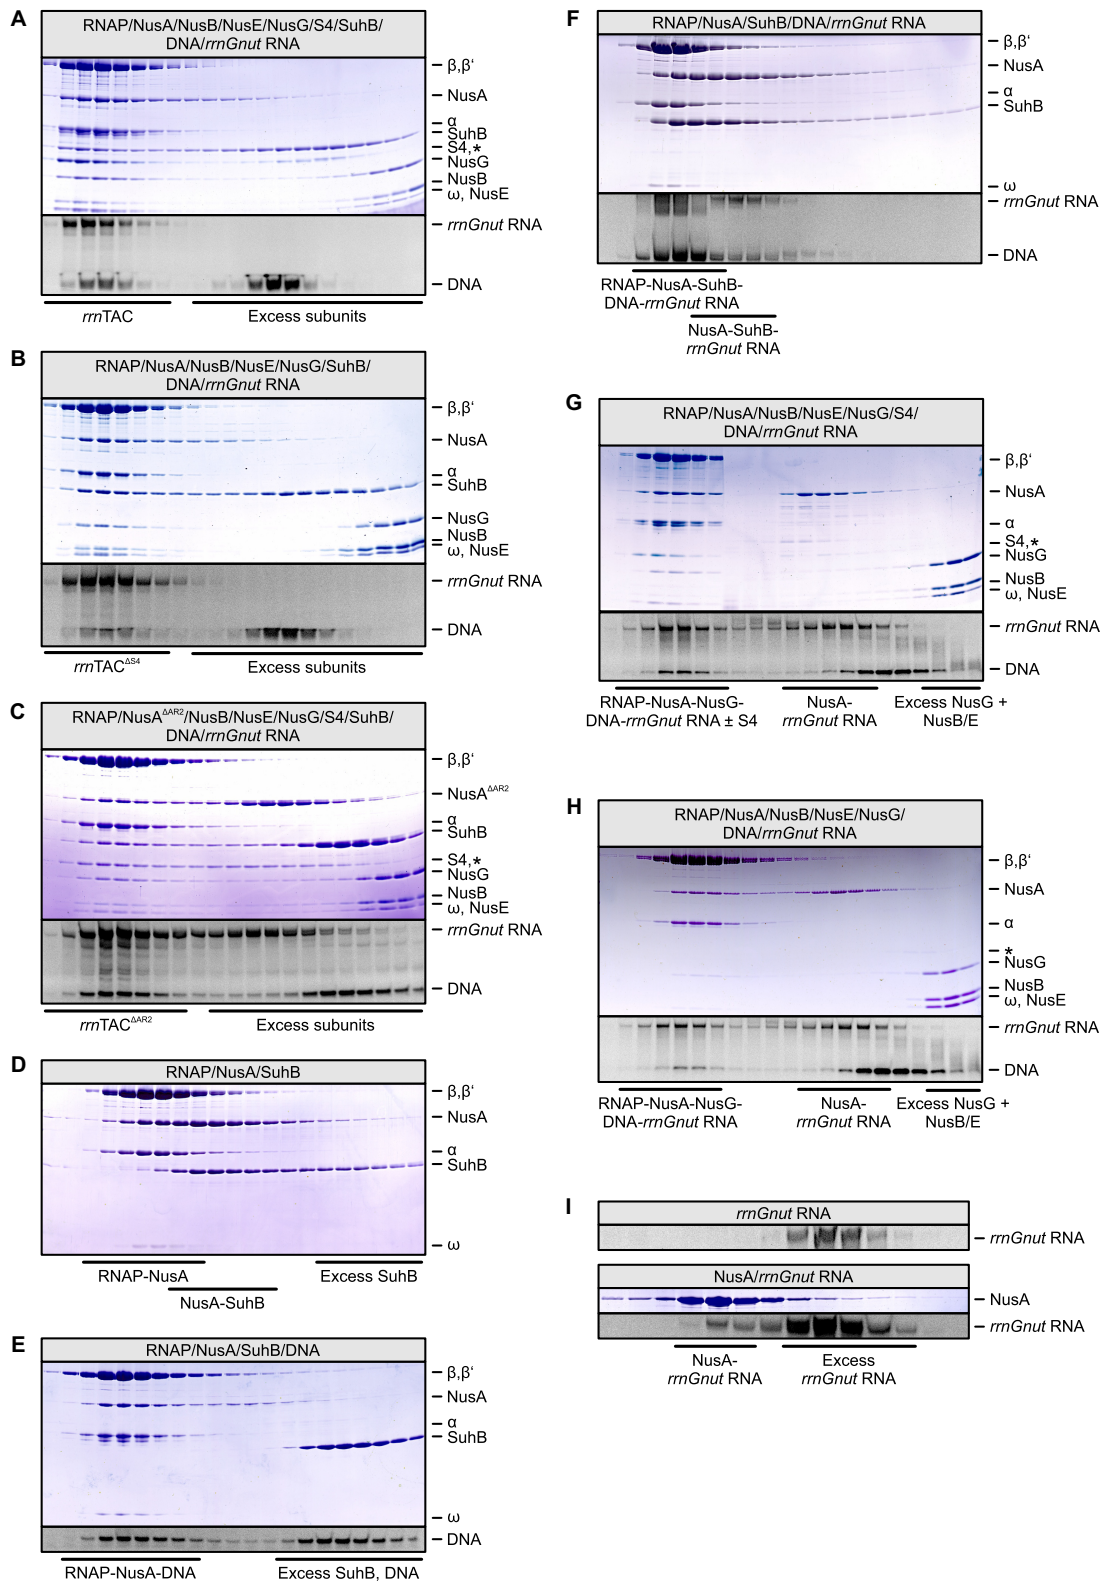 A
RNAP/NusA/NusB/NusE/NusG/S4/SuhB/
DNA/rrnGnut RNA
β,β‘
NusA
α
SuhB
S4,*
NusG
NusB
ω, NusE
rrnGnut RNA
DNA
rrnTAC
Excess subunits
B
RNAP/NusA/NusB/NusE/NusG/SuhB/
DNA/rrnGnut RNA
β,β‘
NusA
α
SuhB
NusG
NusB
ω, NusE
rrnGnut RNA
DNA
rrnTACΔS4
Excess subunits
C
RNAP/NusAΔAR2/NusB/NusE/NusG/S4/SuhB/
DNA/rrnGnut RNA
β,β‘
NusAΔAR2
α
SuhB
S4,*
NusG
NusB
ω, NusE
rrnGnut RNA
DNA
rrnTACΔAR2
Excess subunits
D
RNAP/NusA/SuhB
β,β‘
NusA
α
SuhB
ω
RNAP-NusA
Excess SuhB
NusA-SuhB
E
RNAP/NusA/SuhB/DNA
β,β‘
NusA
α
SuhB
ω
DNA
RNAP-NusA-DNA
Excess SuhB, DNA
F
RNAP/NusA/SuhB/DNA/rrnGnut RNA
β,β‘
NusA
α
SuhB
ω
rrnGnut RNA
DNA
RNAP-NusA-SuhB-
DNA-rrnGnut RNA
NusA-SuhB-
rrnGnut RNA
G
RNAP/NusA/NusB/NusE/NusG/S4/
DNA/rrnGnut RNA
β,β‘
NusA
α
S4,*
NusG
NusB
ω, NusE
rrnGnut RNA
DNA
RNAP-NusA-NusG-
DNA-rrnGnut RNA ± S4
NusA-
rrnGnut RNA
Excess NusG +
NusB/E
H
RNAP/NusA/NusB/NusE/NusG/
DNA/rrnGnut RNA
β,β‘
NusA
α
*
NusG
NusB
ω, NusE
rrnGnut RNA
DNA
RNAP-NusA-NusG-
DNA-rrnGnut RNA
NusA-
rrnGnut RNA
Excess NusG +
NusB/E
I
rrnGnut RNA
rrnGnut RNA
NusA/rrnGnut RNA
NusA
rrnGnut RNA
NusA-
rrnGnut RNA
Excess
rrnGnut RNA